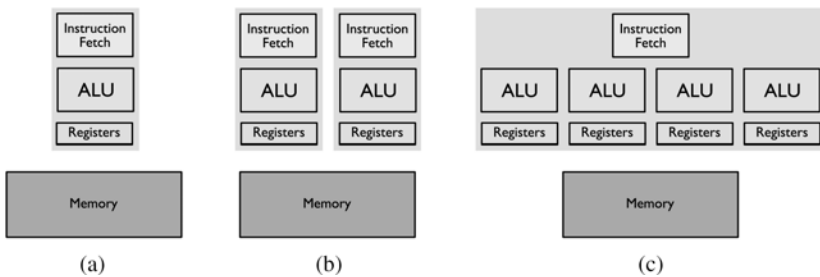 Instruction
Fetch
ALU
Registers
Memory
(a)
Instruction
Fetch
Instruction
Fetch
ALU
ALU
Registers
Registers
Memory
(b)
Instruction
Fetch
ALU
ALU
ALU
ALU
Registers
Registers
Registers
Registers
Memory
(c)